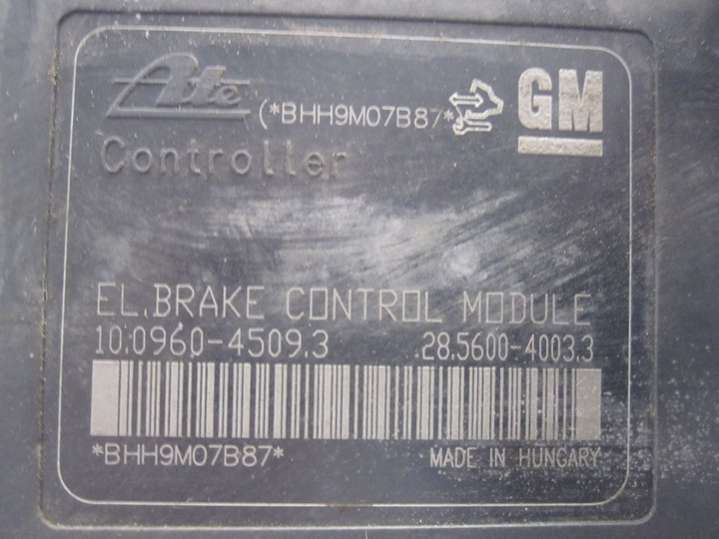 Ate (*BHH9M07B87*) GM
Controller
EL.BRAKE CONTROL MODULE
10.0960-4509.3 28.5600-4003.3
*BHH9M07B87* MADE IN HUNGARY